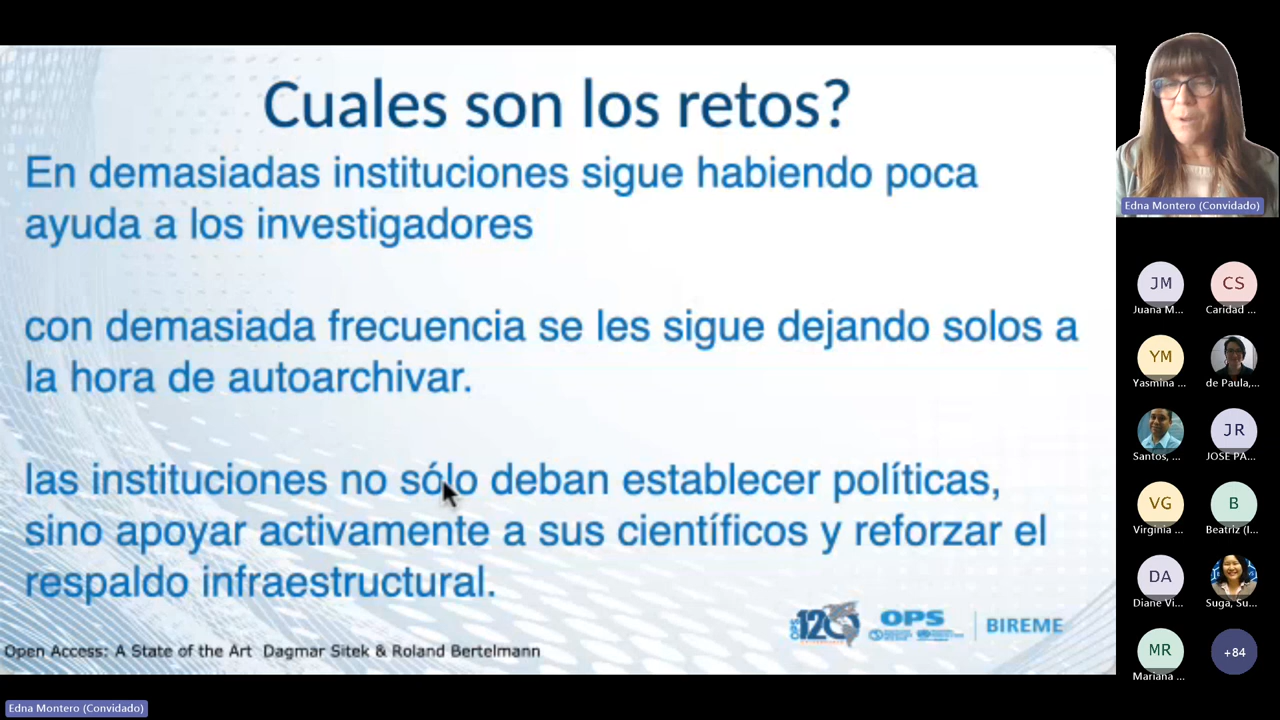 Cuales son los retos?
En demasiadas instituciones sigue habiendo poca
ayuda a los investigadores
con demasiada frecuencia se les sigue dejando solos a
la hora de autoarchivar.
las instituciones no sólo deban establecer políticas,
sino apoyar activamente a sus científicos y reforzar el
respaldo infraestructural.
OPS 120 OPS BIREME
Open Access: A State of the Art Dagmar Sitek & Roland Bertelmann
Edna Montero (Convidado)
Edna Montero (Convidado)
JM CS
Juana M... Caridad ...
YM
Yasmina ... de Paula,...
JR
Santos, ... JOSE PA...
VG B
Virginia ... Beatriz (I...
DA
Diane Vi... Suga, Su...
MR +84
Mariana ...